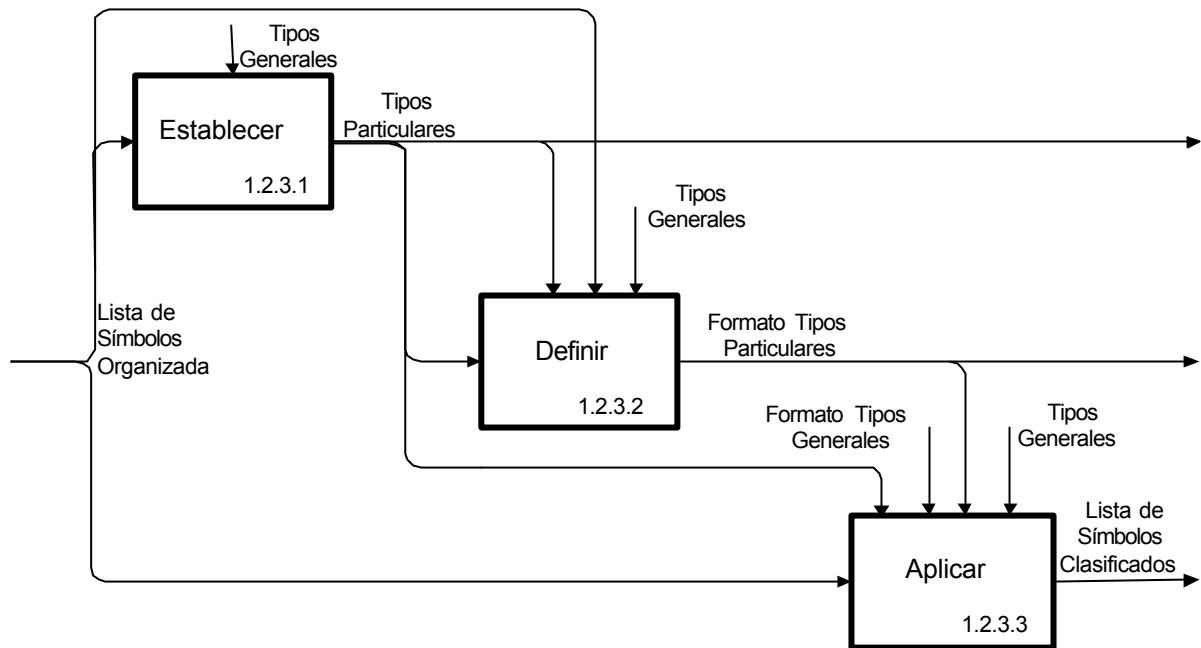 Tipos
Generales
Establecer
1.2.3.1
Tipos
Particulares
Tipos
Generales
Lista de
Símbolos
Organizada
Definir
1.2.3.2
Formato Tipos
Particulares
Formato Tipos
Generales
Tipos
Generales
Aplicar
1.2.3.3
Lista de
Símbolos
Clasificados